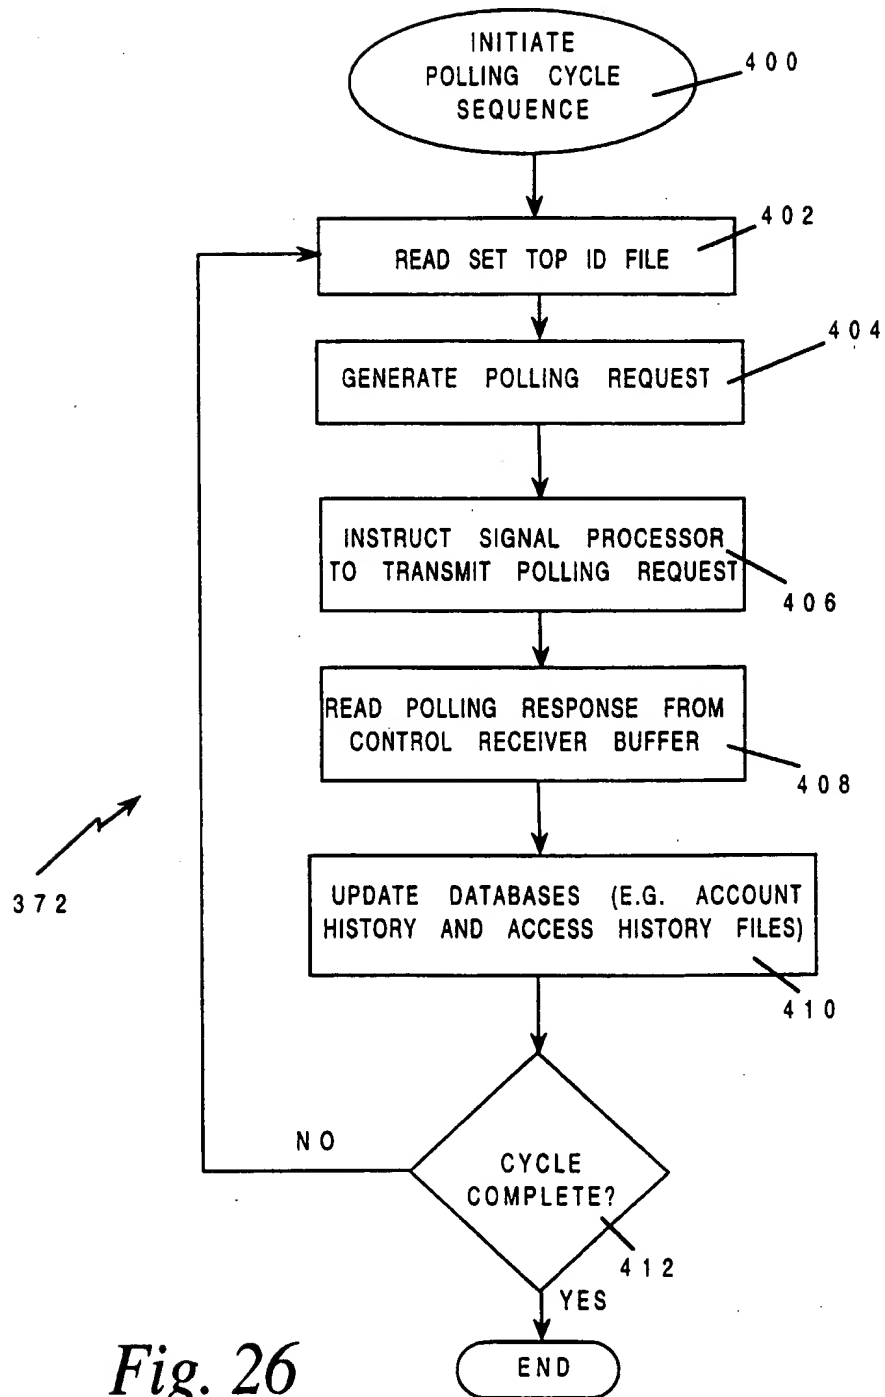 INITIATE
POLLING CYCLE
SEQUENCE
400
402
READ SET TOP ID FILE
404
GENERATE POLLING REQUEST
INSTRUCT SIGNAL PROCESSOR
TO TRANSMIT POLLING REQUEST
406
READ POLLING RESPONSE FROM
CONTROL RECEIVER BUFFER
408
372
UPDATE DATABASES (E.G. ACCOUNT
HISTORY AND ACCESS HISTORY FILES)
410
NO
CYCLE
COMPLETE?
412
YES
END
Fig. 26